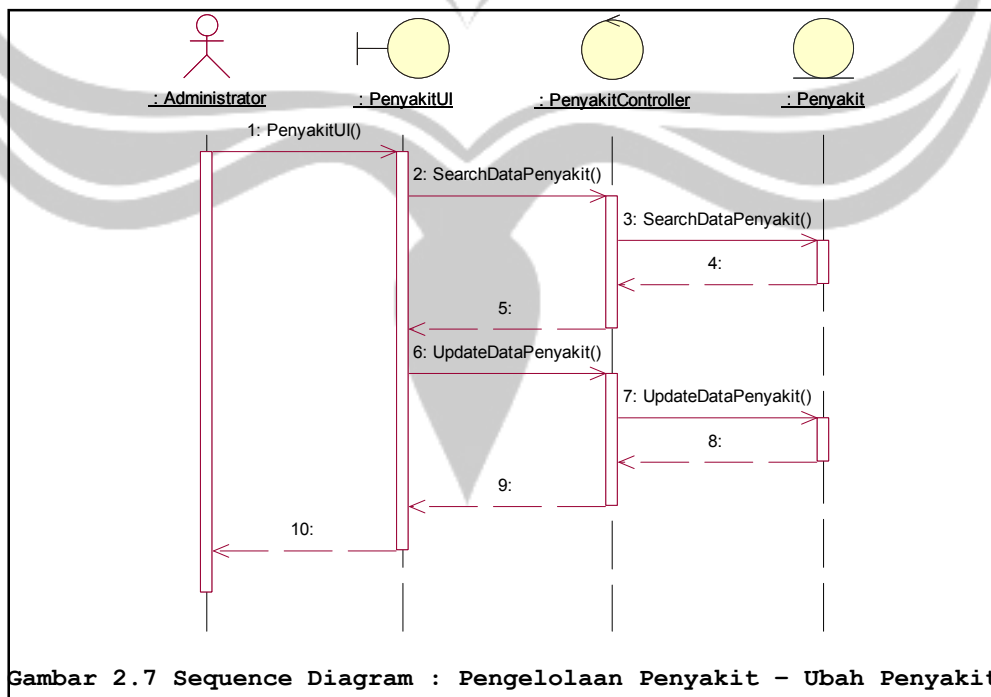 : Administrator
: PenyakitUI
: PenyakitController
: Penyakit
1: PenyakitUI()
2: SearchDataPenyakit()
3: SearchDataPenyakit()
4:
5:
6: UpdateDataPenyakit()
7: UpdateDataPenyakit()
8:
9:
10:
Gambar 2.7 Sequence Diagram : Pengelolaan Penyakit – Ubah Penyakit